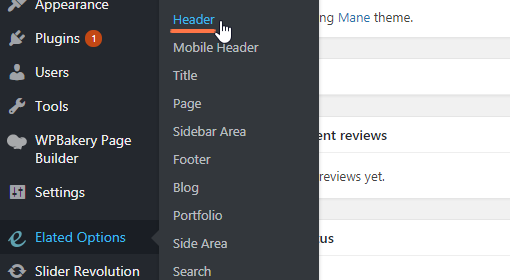 Appearance
Plugins 1
Users
Tools
WPBakery Page
Builder
Settings
Elated Options
Slider Revolution
Header
Mobile Header
Title
Page
Sidebar Area
Footer
Blog
Portfolio
Side Area
Search
ng Mane theme.
ent reviews
reviews yet.
tus